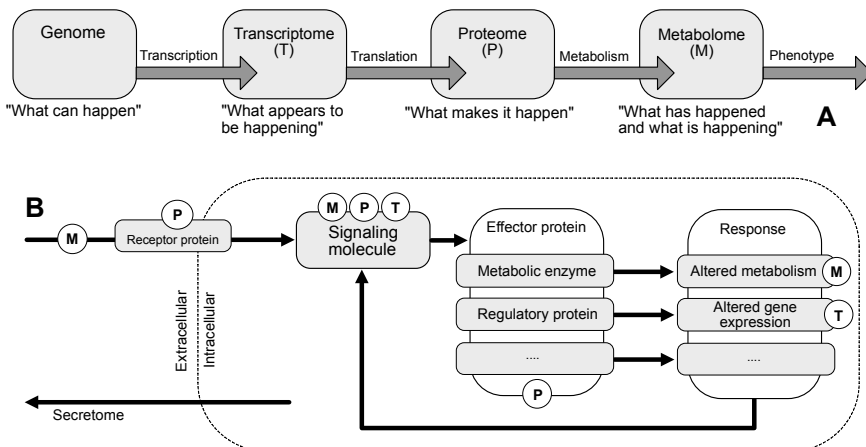 Genome
Transcriptome
(T)
Proteome
(P)
Metabolome
(M)
Transcription
Translation
Metabolism
Phenotype
"What can happen"
"What appears to
be happening"
"What makes it happen"
"What has happened
and what is happening"
A
B
M
P
Receptor protein
M P T
Signaling
molecule
Effector protein
Metabolic enzyme
Regulatory protein
....
P
Response
Altered metabolism
M
Altered gene
expression
T
....
Extracellular
Intracellular
Secretome